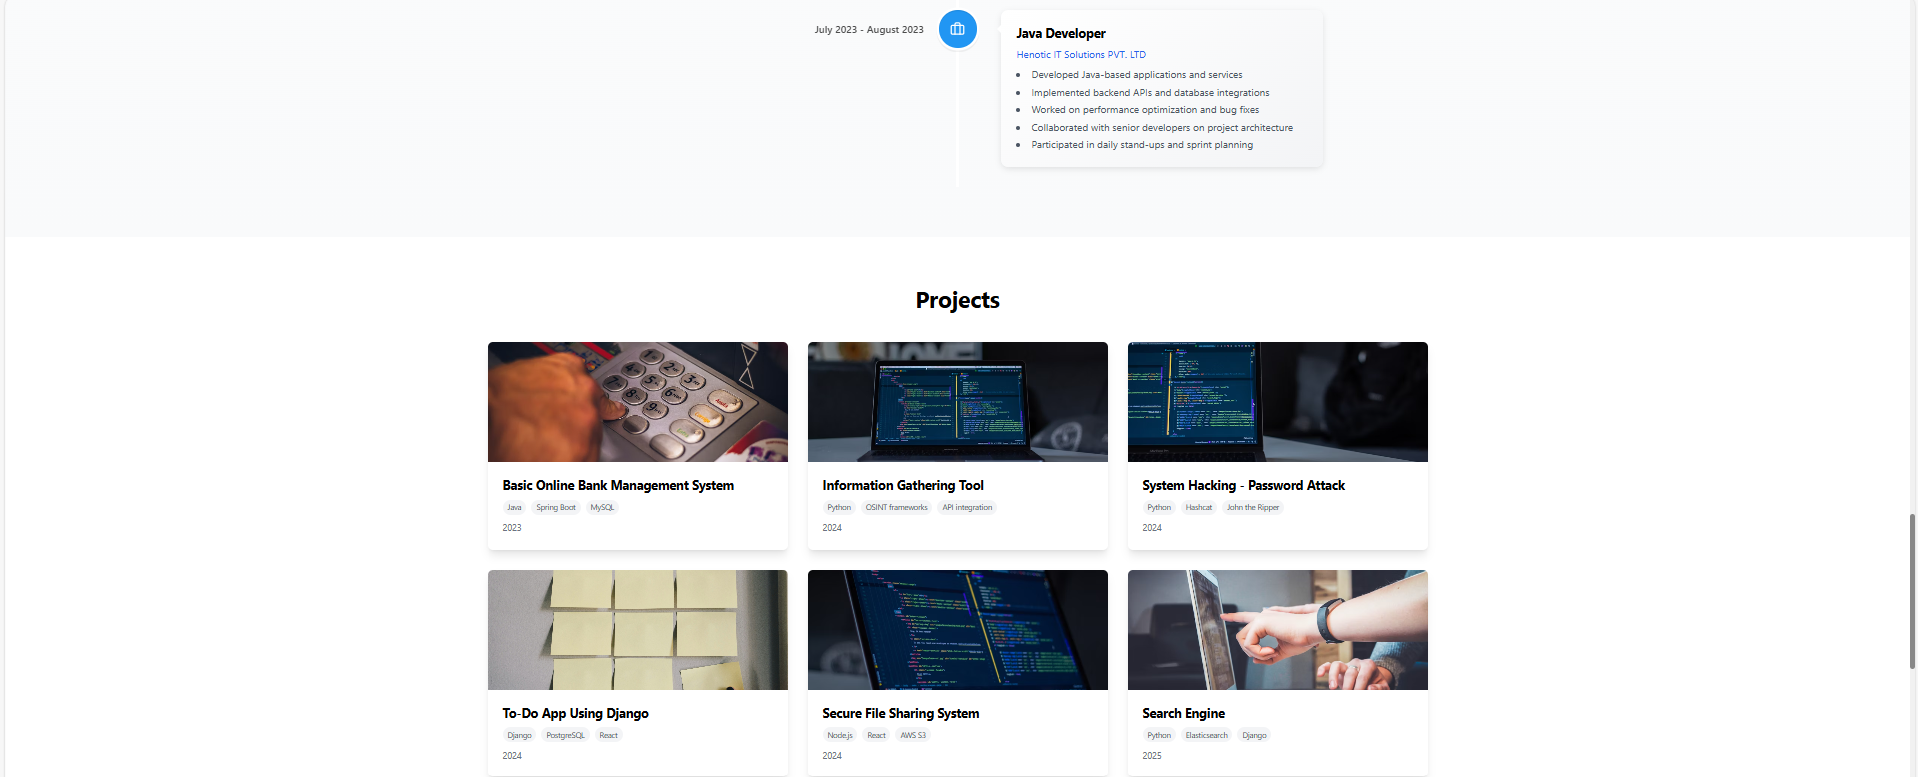 July 2023 - August 2023
Java Developer
Henotic IT Solutions PVT. LTD
Developed Java-based applications and services
Implemented backend APIs and database integrations
Worked on performance optimization and bug fixes
Collaborated with senior developers on project architecture
Participated in daily stand-ups and sprint planning
Projects
Basic Online Bank Management System
Java Spring Boot MySQL
2023
Information Gathering Tool
Python OSINT frameworks API integration
2024
System Hacking - Password Attack
Python Hashcat John the Ripper
2024
To-Do App Using Django
Django PostgreSQL React
2024
Secure File Sharing System
Node.js React AWS S3
2024
Search Engine
Python Elasticsearch Django
2025